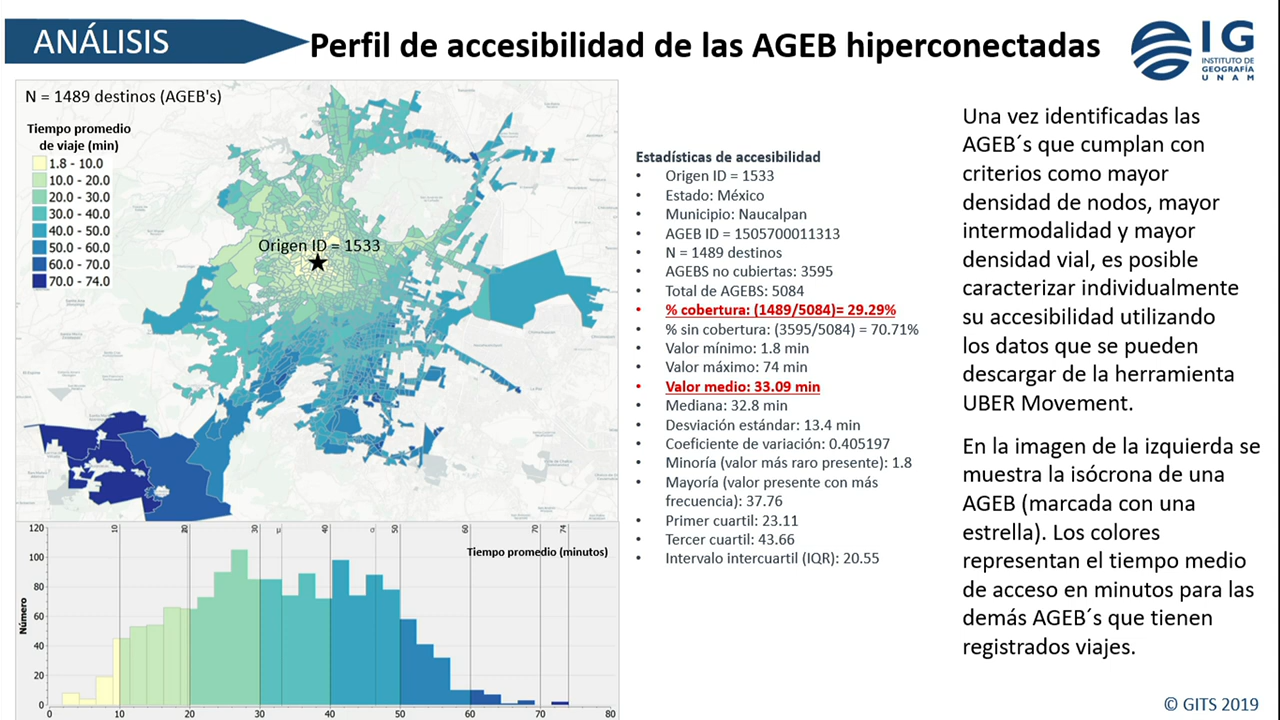 ANÁLISIS
Perfil de accesibilidad de las AGEB hiperconectadas
IG
INSTITUTO DE
GEOGRAFÍA
UNAM
N = 1489 destinos (AGEB's)
Tiempo promedio
de viaje (min)
1.8 - 10.0
10.0 - 20.0
20.0 - 30.0
30.0 - 40.0
40.0 - 50.0
50.0 - 60.0
60.0 - 70.0
70.0 - 74.0
Origen ID = 1533
Estadísticas de accesibilidad
• Origen ID = 1533
• Estado: México
• Municipio: Naucalpan
• AGEB ID = 1505700011313
• N = 1489 destinos
• AGEBS no cubiertas: 3595
• Total de AGEBS: 5084
• % cobertura: (1489/5084)= 29.29%
• % sin cobertura: (3595/5084) = 70.71%
• Valor mínimo: 1.8 min
• Valor máximo: 74 min
• Valor medio: 33.09 min
• Mediana: 32.8 min
• Desviación estándar: 13.4 min
• Coeficiente de variación: 0.405197
• Minoría (valor más raro presente): 1.8
• Mayoría (valor presente con más
frecuencia): 37.76
• Primer cuartil: 23.11
• Tercer cuartil: 43.66
• Intervalo intercuartil (IQR): 20.55
Una vez identificadas las
AGEB´s que cumplan con
criterios como mayor
densidad de nodos, mayor
intermodalidad y mayor
densidad vial, es posible
caracterizar individualmente
su accesibilidad utilizando
los datos que se pueden
descargar de la herramienta
UBER Movement.
En la imagen de la izquierda se
muestra la isócrona de una
AGEB (marcada con una
estrella). Los colores
representan el tiempo medio
de acceso en minutos para las
demás AGEB´s que tienen
registrados viajes.
10 20 30 μ 40 σ 50 60 70 74
Tiempo promedio (minutos)
Número
120
100
80
60
40
20
0
0 10 20 30 40 50 60 70 80
© GITS 2019